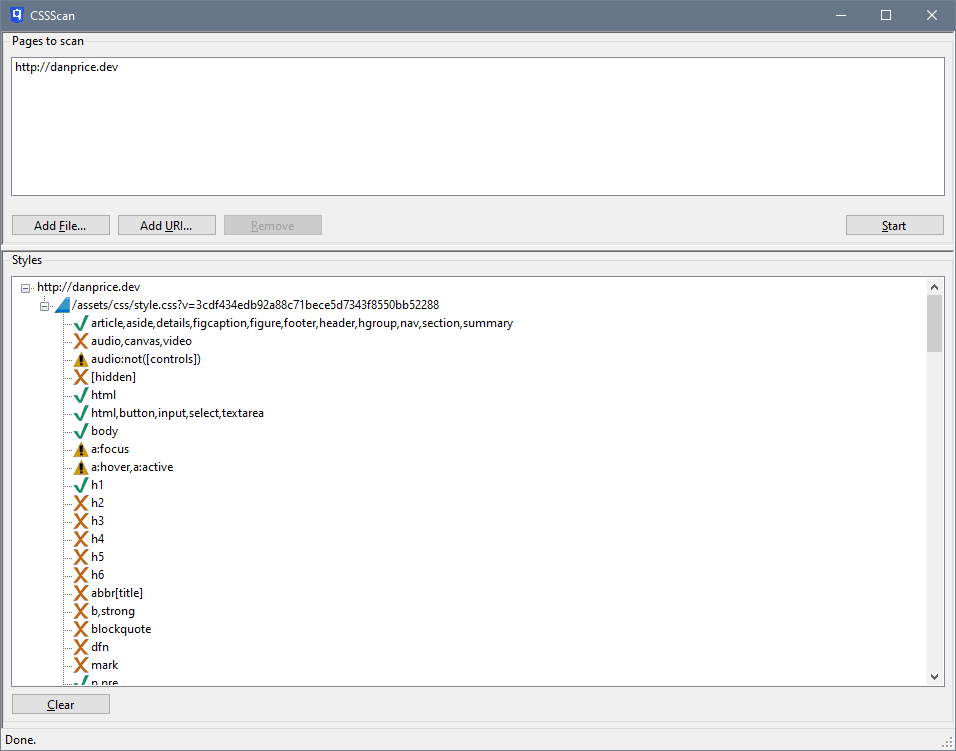 CSSScan
Pages to scan
http://danprice.dev
Add File...
Add URI...
Remove
Start
Styles
http://danprice.dev
/assets/css/style.css?v=3cdf434edb92a88c71bece5d7343f8550bb52288
article,aside,details,figcaption,figure,footer,header,hgroup,nav,section,summary
audio,canvas,video
audio:not([controls])
[hidden]
html
html,button,input,select,textarea
body
a:focus
a:hover,a:active
h1
h2
h3
h4
h5
h6
abbr[title]
b,strong
blockquote
dfn
mark
p,pre
Clear
Done.